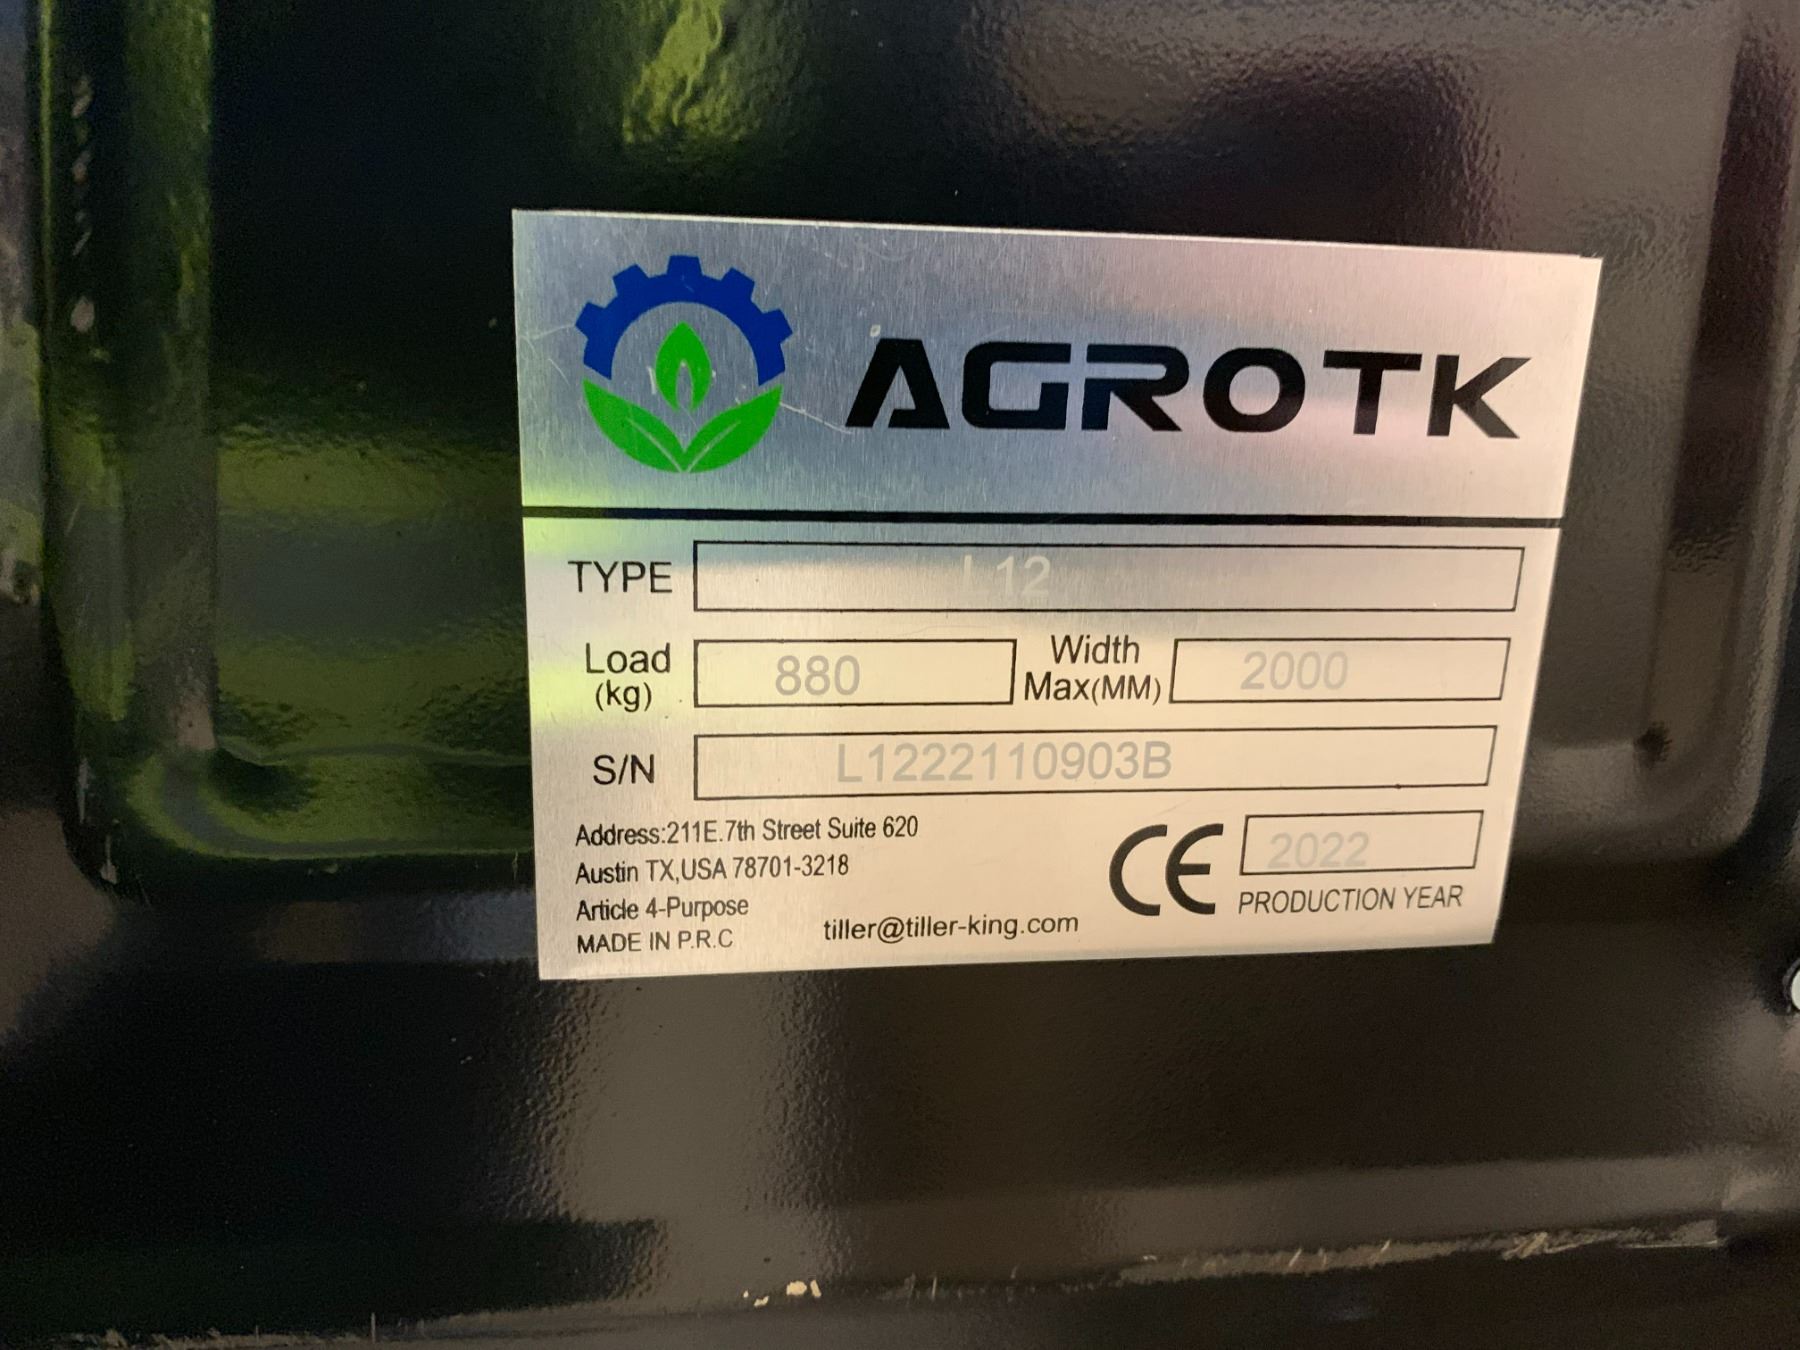 AGROTK
TYPE L12
Load (kg) 880 Width Max(MM) 2000
S/N L1222110903B
Address:211E.7th Street Suite 620
Austin TX,USA 78701-3218
Article 4-Purpose
MADE IN P.R.C
tiller@tiller-king.com
CE 2022
PRODUCTION YEAR